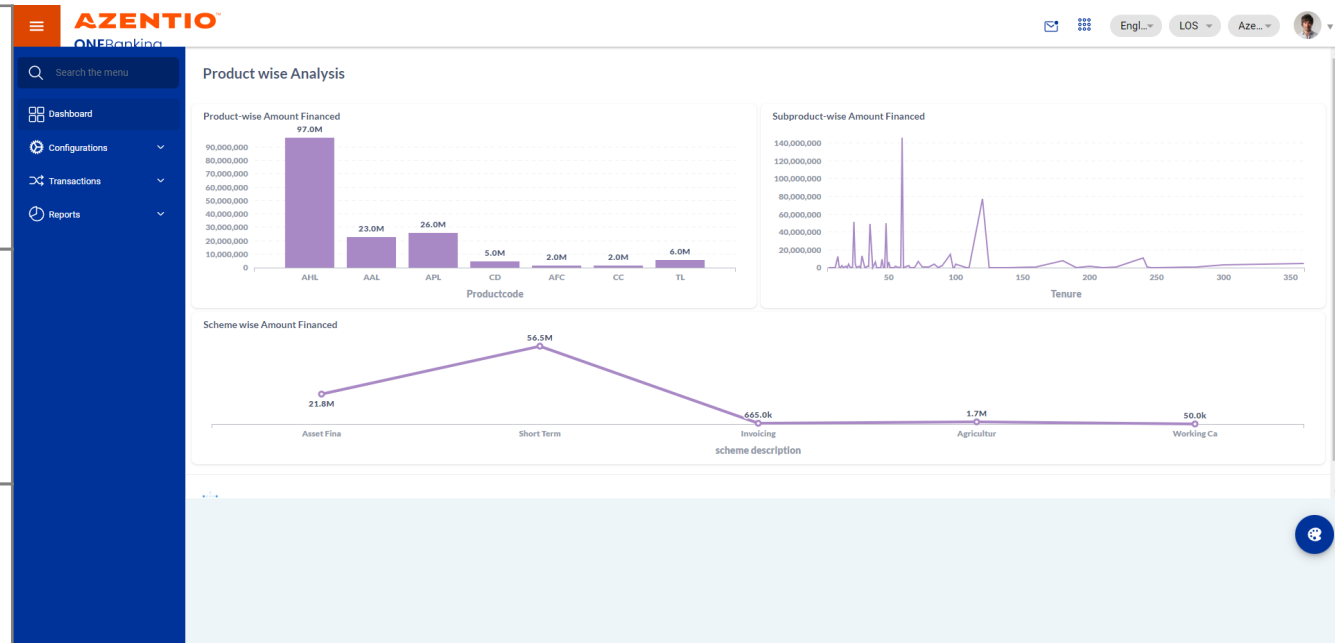 AZENTIO
ONEBanking
Engl...
LOS
Aze...
Search the menu
Dashboard
Configurations
Transactions
Reports
Product wise Analysis
Product-wise Amount Financed
97.0M
90,000,000
80,000,000
70,000,000
60,000,000
50,000,000
40,000,000
30,000,000
20,000,000
10,000,000
0
23.0M
26.0M
5.0M
2.0M
2.0M
6.0M
AHL AAL APL CD AFC CC TL
Productcode
Subproduct-wise Amount Financed
140,000,000
120,000,000
100,000,000
80,000,000
60,000,000
40,000,000
20,000,000
0
50 100 150 200 250 300 350
Tenure
Scheme wise Amount Financed
56.5M
21.8M
665.0k
1.7M
50.0k
Asset Fina Short Term Invoicing Agricultur Working Ca
scheme description